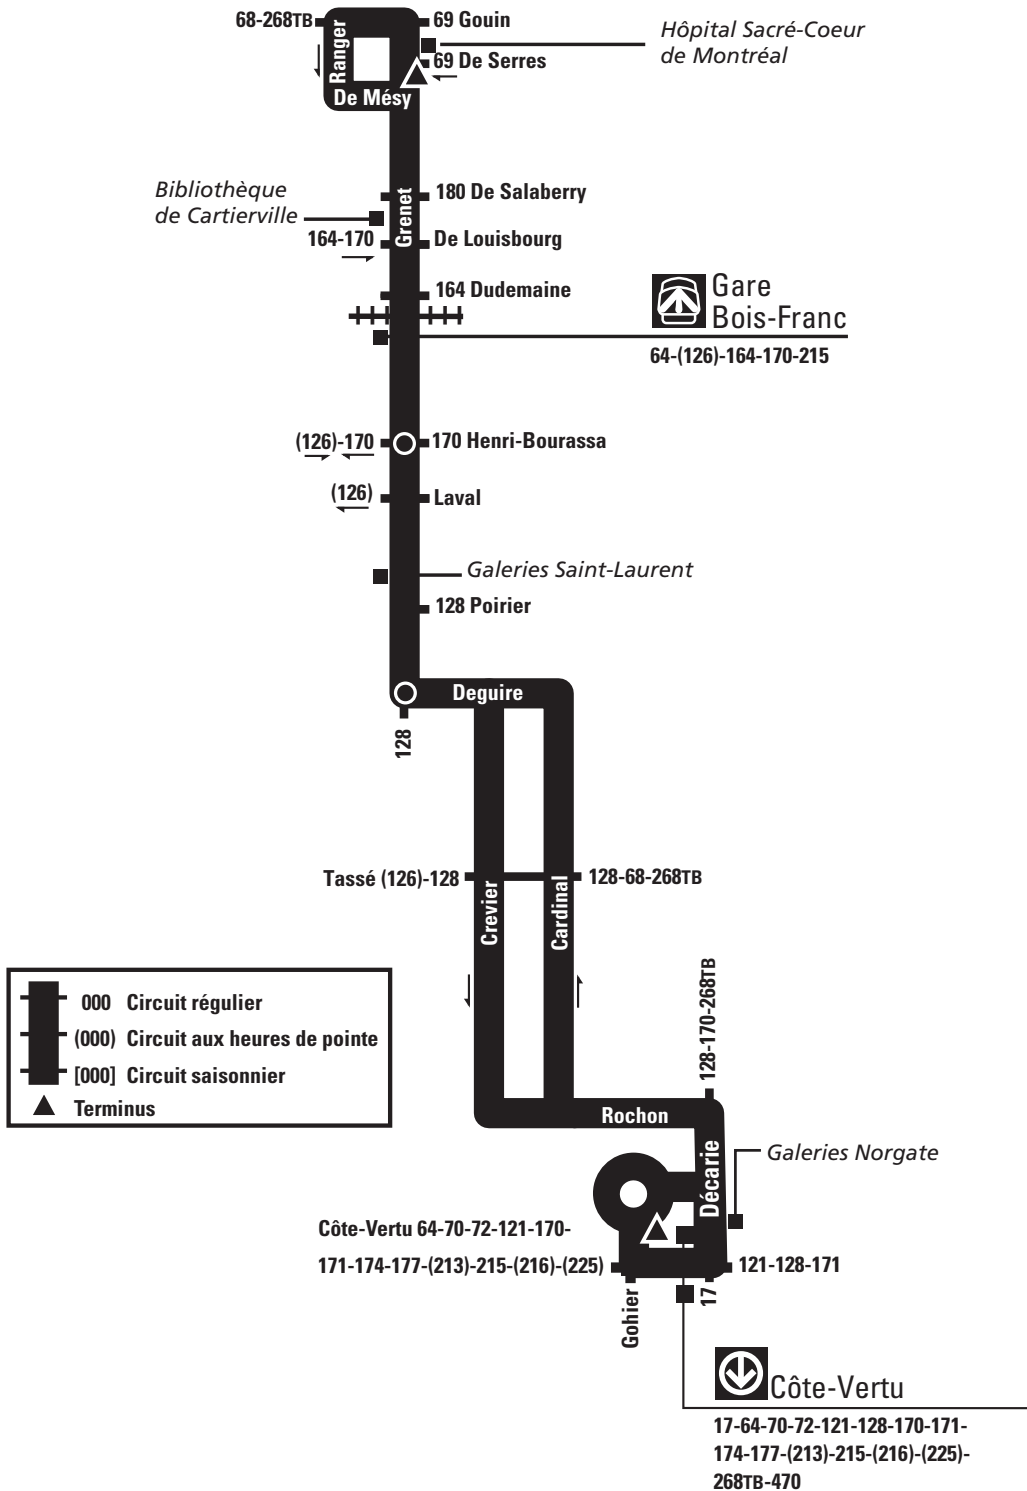 68-268TB
69 Gouin
Hôpital Sacré-Coeur
de Montréal
Ranger
69 De Serres
De Mésy
Bibliothèque
de Cartierville
Grenet
180 De Salaberry
164-170
De Louisbourg
164 Dudemaine
Gare
Bois-Franc
64-(126)-164-170-215
(126)-170
170 Henri-Bourassa
(126)
Laval
Galeries Saint-Laurent
128 Poirier
Deguire
128
Tassé (126)-128
128-68-268TB
Crevier
Cardinal
000 Circuit régulier
(000) Circuit aux heures de pointe
[000] Circuit saisonnier
Terminus
128-170-268TB
Rochon
Décarie
Galeries Norgate
Côte-Vertu 64-70-72-121-170-
171-174-177-(213)-215-(216)-(225)
121-128-171
Gohier
17
Côte-Vertu
17-64-70-72-121-128-170-171-
174-177-(213)-215-(216)-(225)-
268TB-470